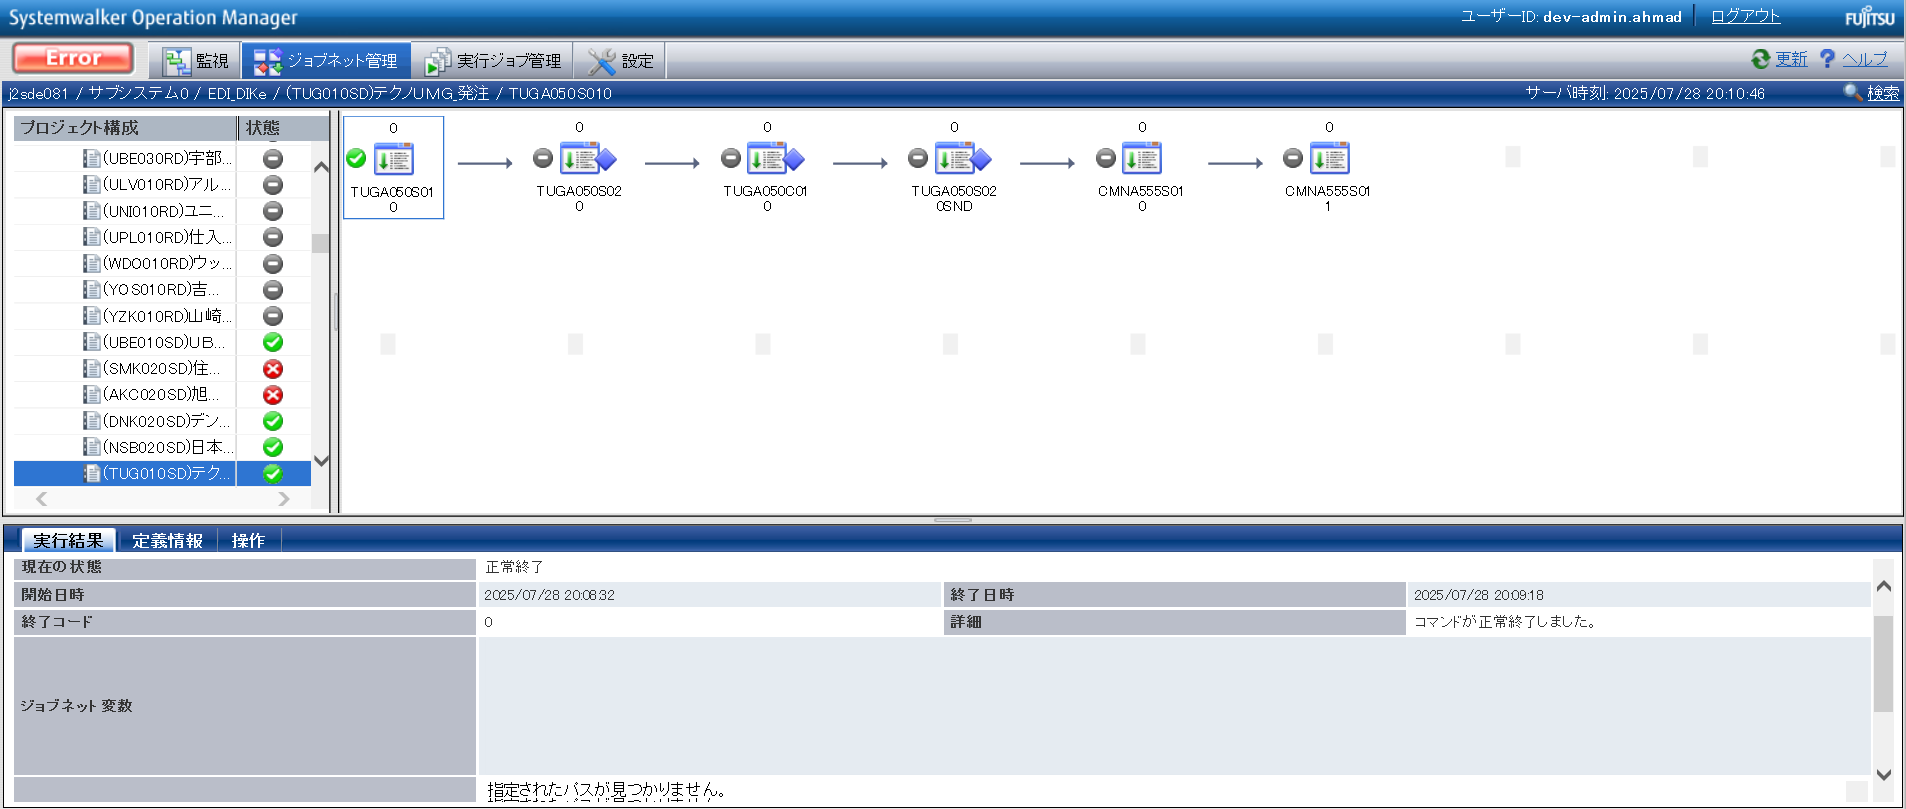 Systemwalker Operation Manager
ユーザーID: dev-admin.ahmad
ログアウト
FUJITSU
Error
監視
ジョブネット管理
実行ジョブ管理
設定
更新
ヘルプ
j2sde081 / サブシステム0 / EDI_DIKe / (TUG010SD)テクノUMG_発注 / TUGA050S010
サーバ時刻: 2025/07/28 20:10:46
検索
プロジェクト構成
状態
(UBE030RD)宇部...
(ULV010RD)アル...
(UNI010RD)ユニ...
(UPL010RD)仕入...
(WDO010RD)ウッ...
(YOS010RD)吉...
(YZK010RD)山崎...
(UBE010SD)UB...
(SMK020SD)住...
(AKC020SD)旭...
(DNK020SD)デン...
(NSB020SD)日本...
(TUG010SD)テク...
0
TUGA050S01
0
0
TUGA050S02
0
0
TUGA050C01
0
0
TUGA050S02
0SND
0
CMNA555S01
0
0
CMNA555S01
1
実行結果
定義情報
操作
現在の状態
正常終了
開始日時
2025/07/28 20:08:32
終了日時
2025/07/28 20:09:18
終了コード
0
詳細
コマンドが正常終了しました。
ジョブネット変数
指定されたパスが見つかりません。